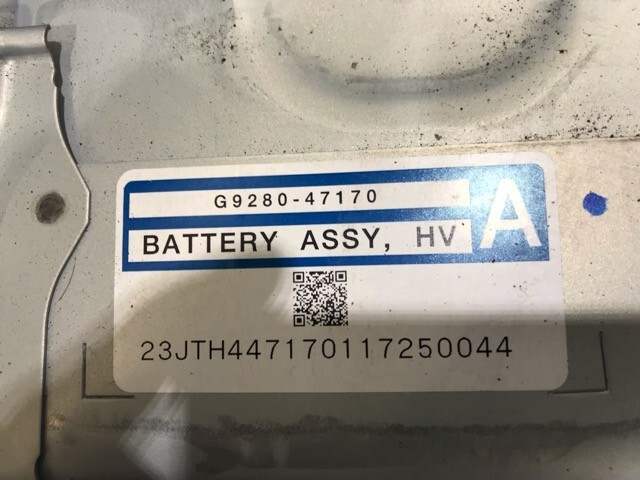 G9280-47170
A
BATTERY ASSY, HV
23JTH447170117250044